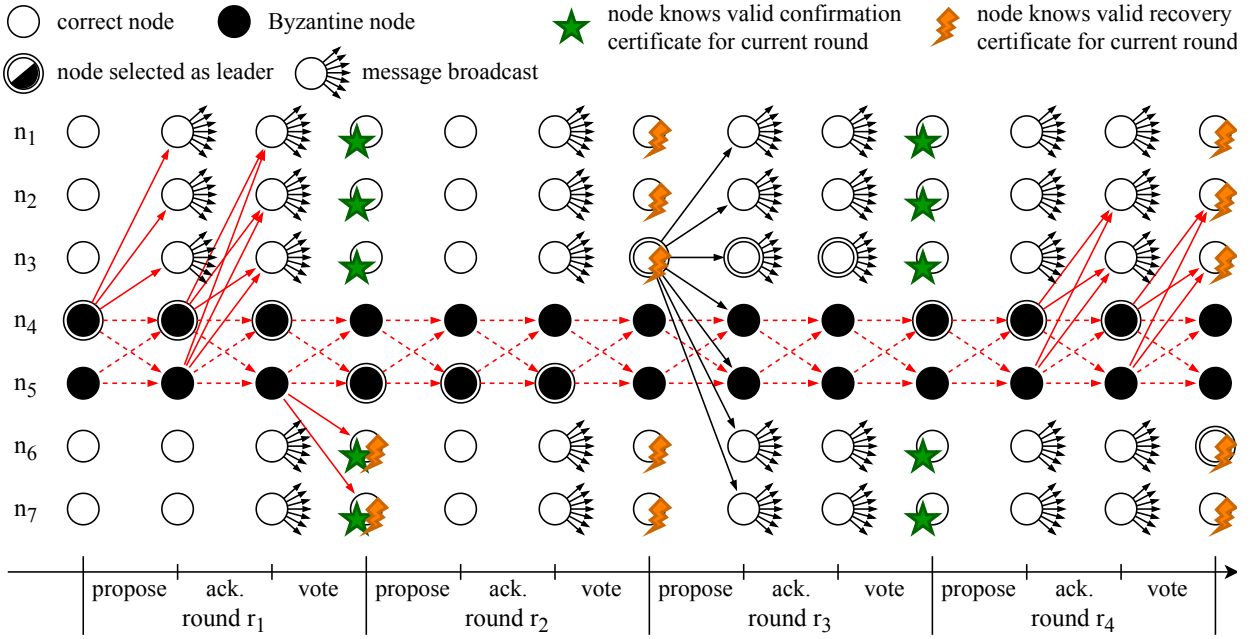 correct node
Byzantine node
node knows valid confirmation
certificate for current round
node knows valid recovery
certificate for current round
node selected as leader
message broadcast
n1
n2
n3
n4
n5
n6
n7
propose ack. vote propose ack. vote propose ack. vote propose ack. vote
round r1 round r2 round r3 round r4